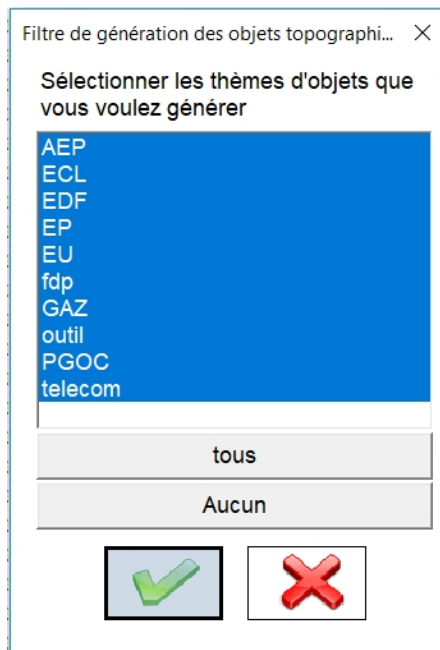 Filtre de génération des objets topographi...
Sélectionner les thèmes d'objets que
vous voulez générer
AEP
ECL
EDF
EP
EU
fdp
GAZ
outil
PGOC
telecom
tous
Aucun